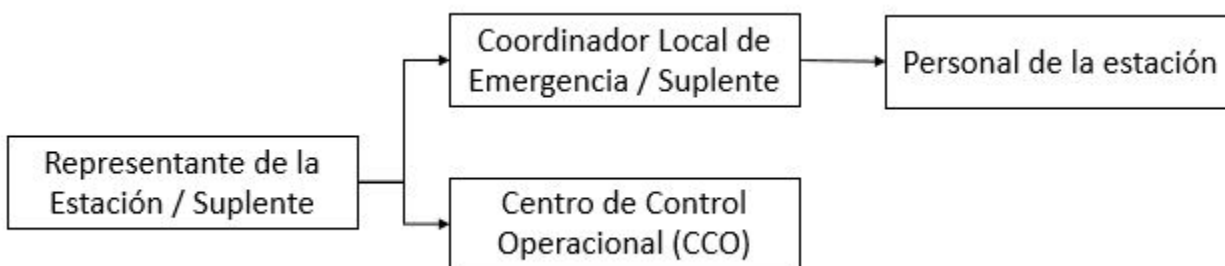 Coordinador Local de
Emergencia / Suplente
Personal de la estación
Representante de la
Estación / Suplente
Centro de Control
Operacional (CCO)